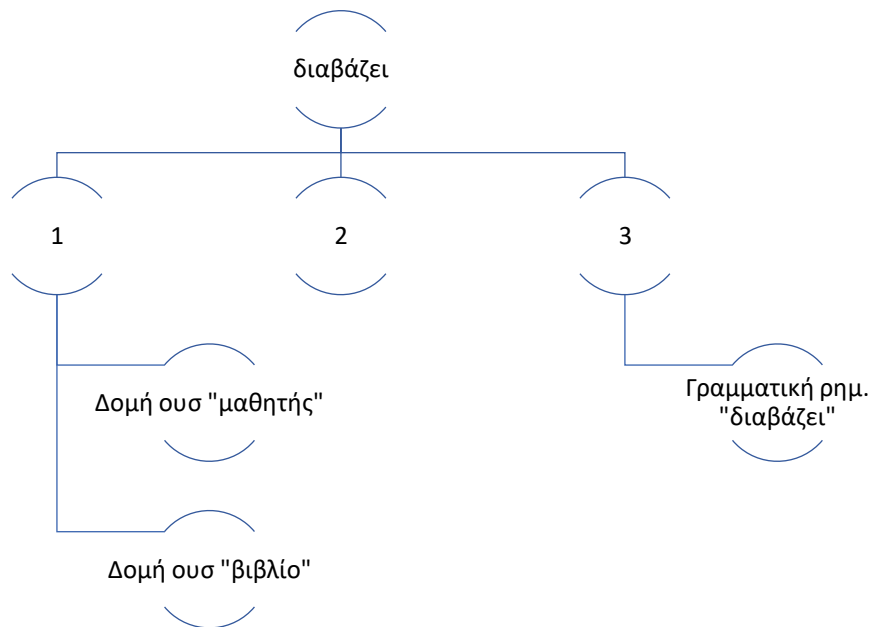 διαβάζει
1
2
3
Δομή ουσ "μαθητής"
Γραμματική ρημ.
"διαβάζει"
Δομή ουσ "βιβλίο"